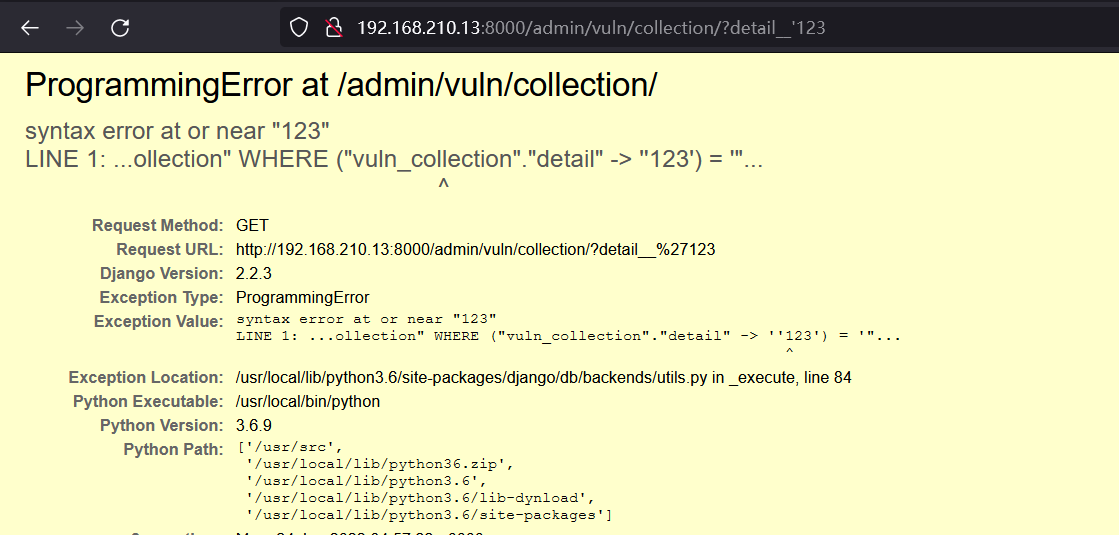 192.168.210.13:8000/admin/vuln/collection/?detail__'123
ProgrammingError at /admin/vuln/collection/
syntax error at or near "123"
LINE 1: ...ollection" WHERE ("vuln_collection"."detail" -> ''123') = '"...
^
Request Method: GET
Request URL: http://192.168.210.13:8000/admin/vuln/collection/?detail__%27123
Django Version: 2.2.3
Exception Type: ProgrammingError
Exception Value: syntax error at or near "123"
LINE 1: ...ollection" WHERE ("vuln_collection"."detail" -> ''123') = '"...
^
Exception Location: /usr/local/lib/python3.6/site-packages/django/db/backends/utils.py in _execute, line 84
Python Executable: /usr/local/bin/python
Python Version: 3.6.9
Python Path: ['/usr/src',
'/usr/local/lib/python36.zip',
'/usr/local/lib/python3.6',
'/usr/local/lib/python3.6/lib-dynload',
'/usr/local/lib/python3.6/site-packages']